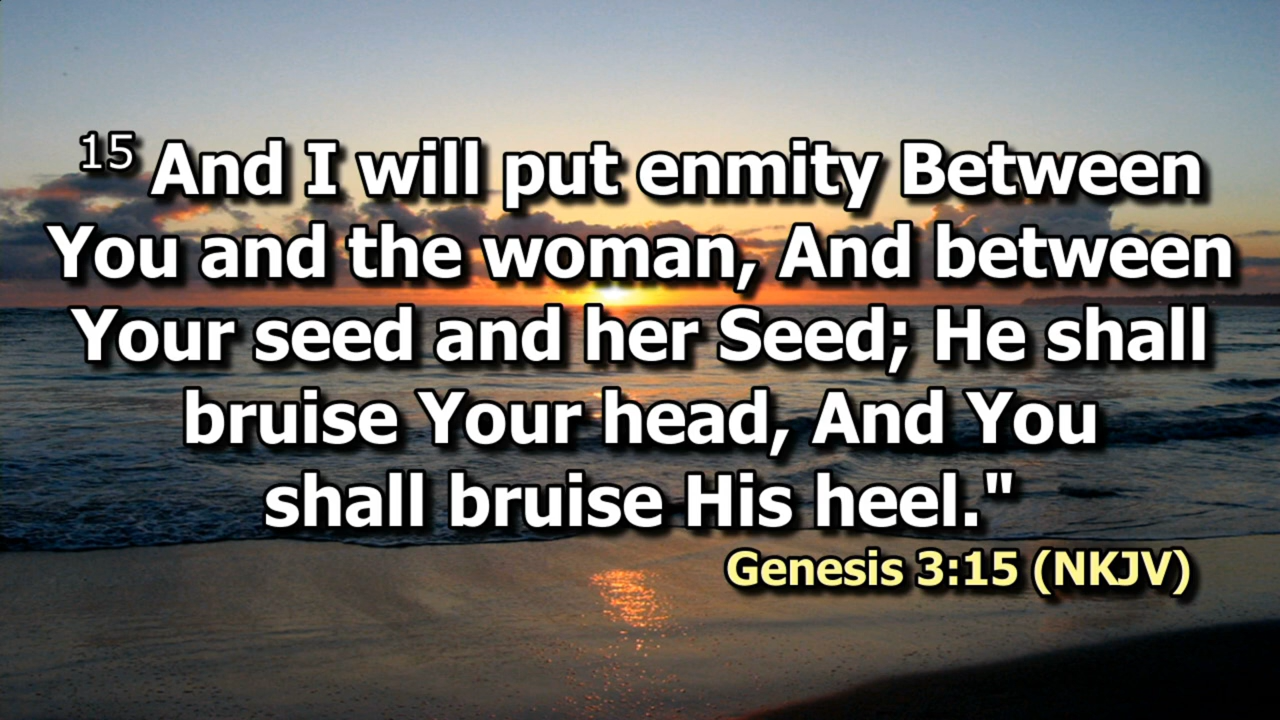 15 And I will put enmity Between
You and the woman, And between
Your seed and her Seed; He shall
bruise Your head, And You
shall bruise His heel."
Genesis 3:15 (NKJV)